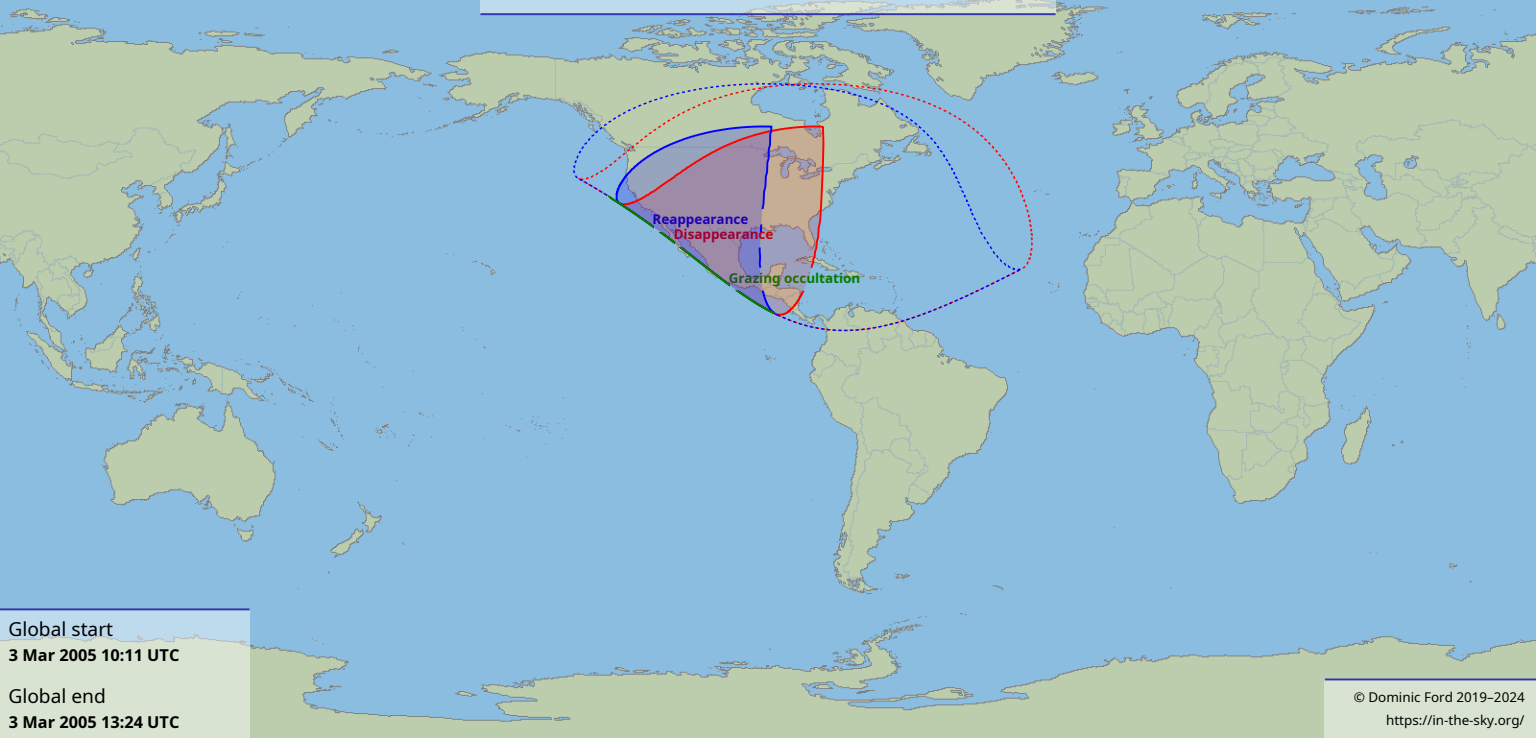 Reappearance
Disappearance
Grazing occultation
Global start
3 Mar 2005 10:11 UTC
Global end
3 Mar 2005 13:24 UTC
© Dominic Ford 2019–2024
https://in-the-sky.org/